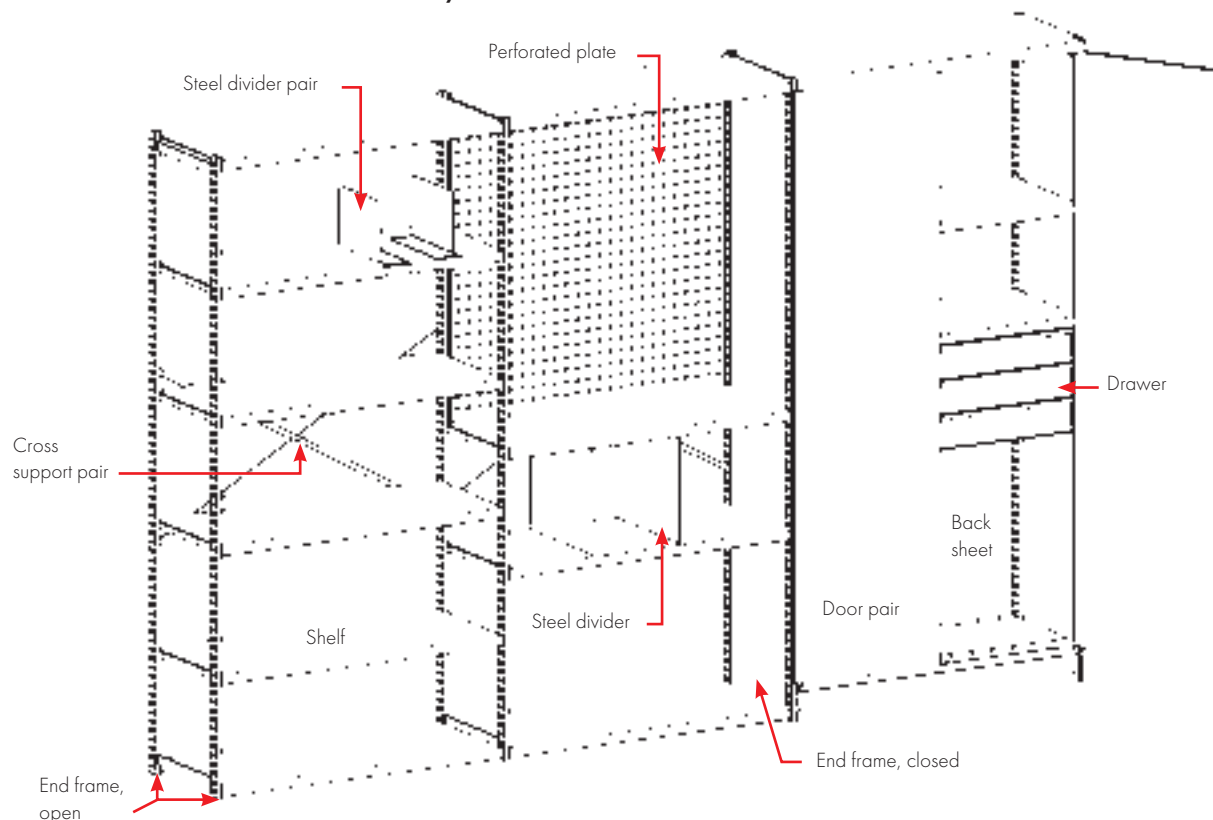 Perforated plate
Steel divider pair
Drawer
Cross
support pair
Back
sheet
Door pair
Steel divider
Shelf
End frame, closed
End frame,
open